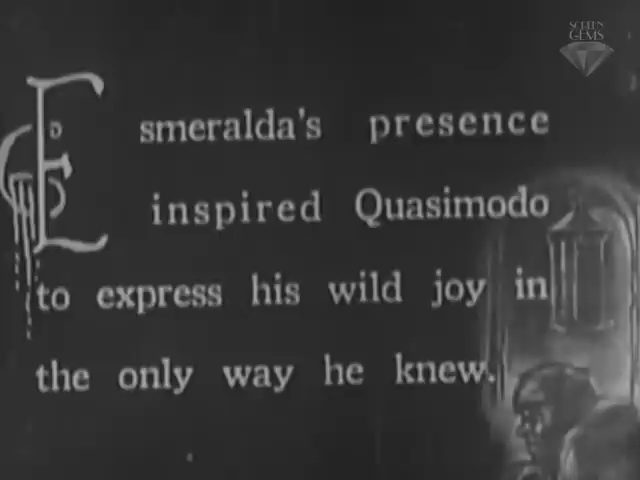 SCREEN
GEMS
Esmeralda's presence
inspired Quasimodo
to express his wild joy in
the only way he knew.